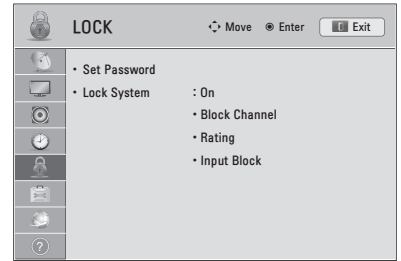 LOCK
Move Enter Exit
• Set Password
• Lock System : On
• Block Channel
• Rating
• Input Block
?